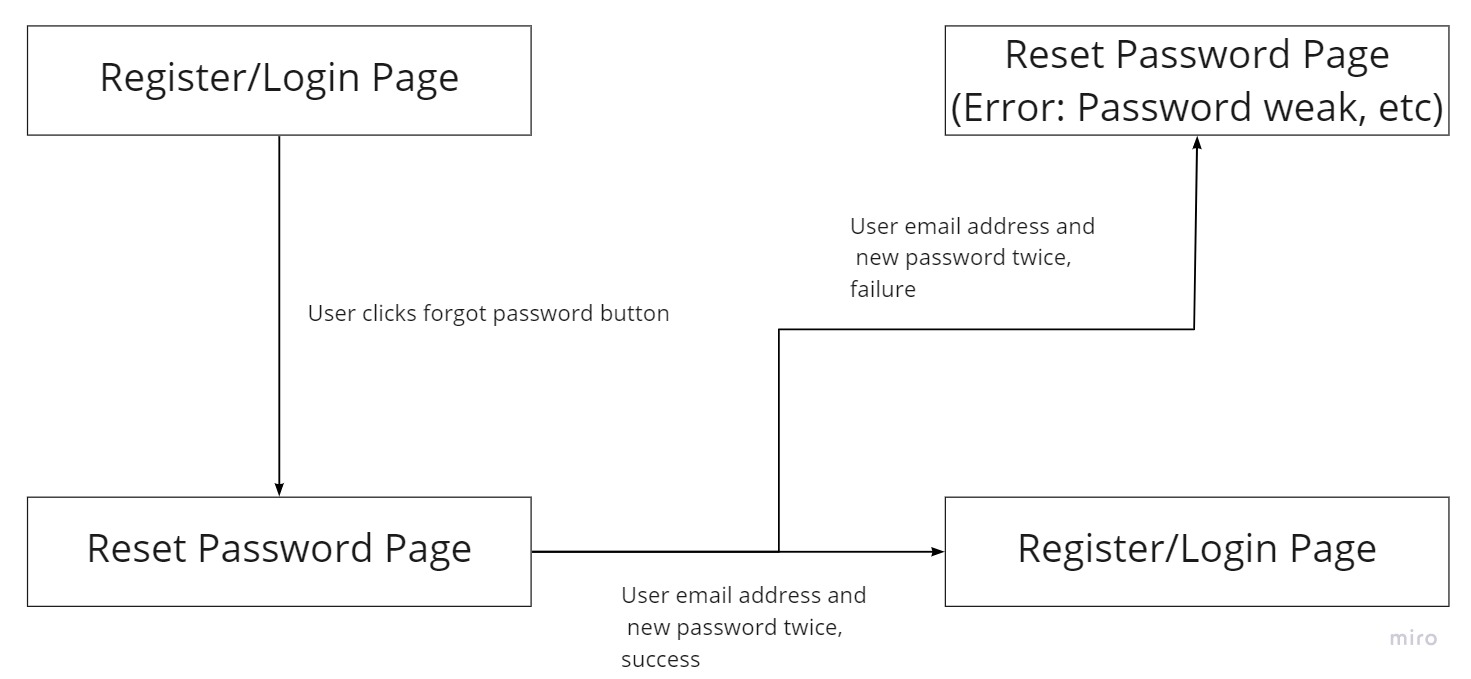 Register/Login Page
Reset Password Page
(Error: Password weak, etc)
User email address and
new password twice,
failure
User clicks forgot password button
Reset Password Page
Register/Login Page
User email address and
new password twice,
success
miro